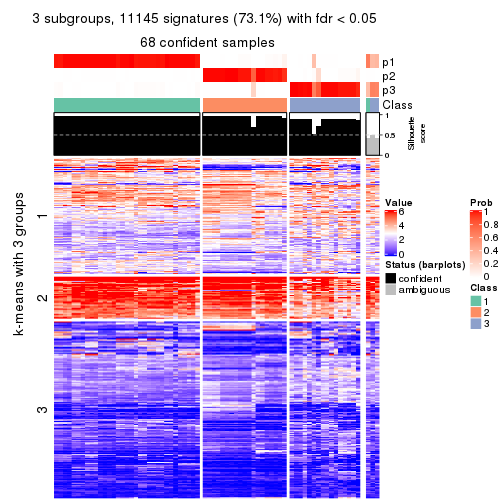 3 subgroups, 11145 signatures (73.1%) with fdr < 0.05
68 confident samples
p1
p2
p3
Class
1
0.5
0
Silhouette
score
k-means with 3 groups
1
2
3
Value
6
4
2
0
Status (barplots)
confident
ambiguous
Prob
1
0.8
0.6
0.4
0.2
0
Class
1
2
3